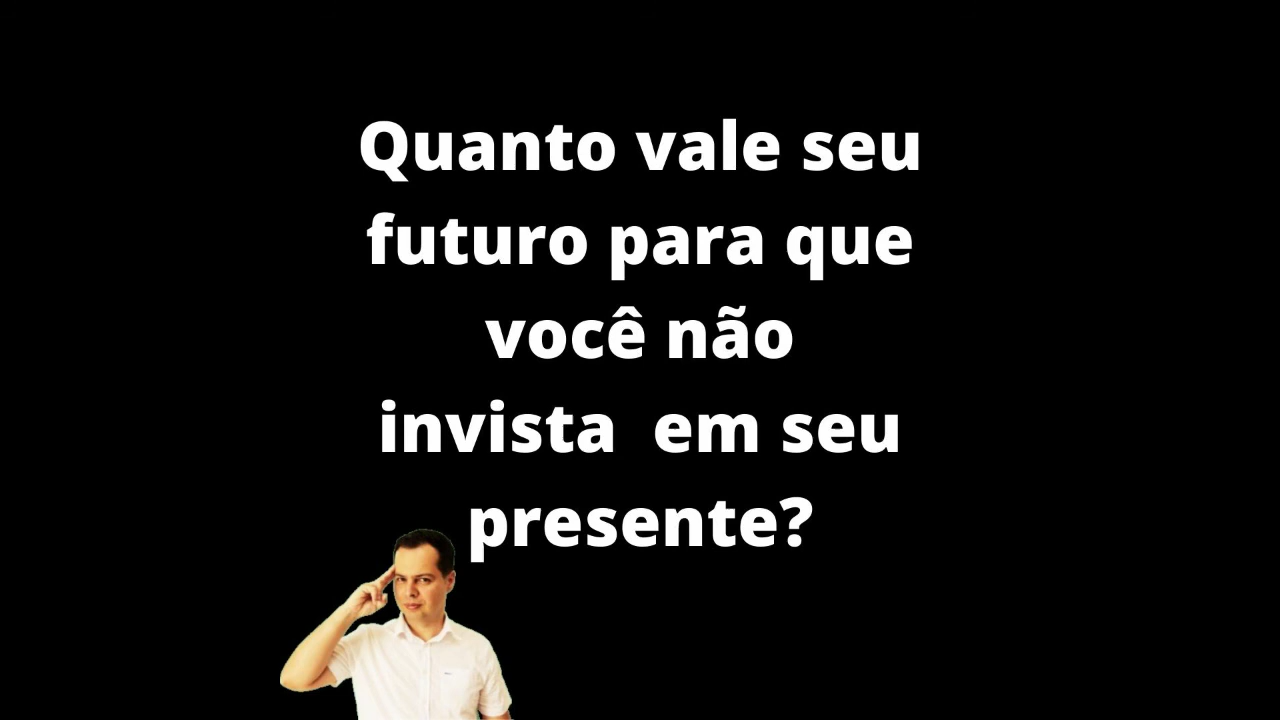 Quanto vale seu
futuro para que
você não
invista  em seu
presente?